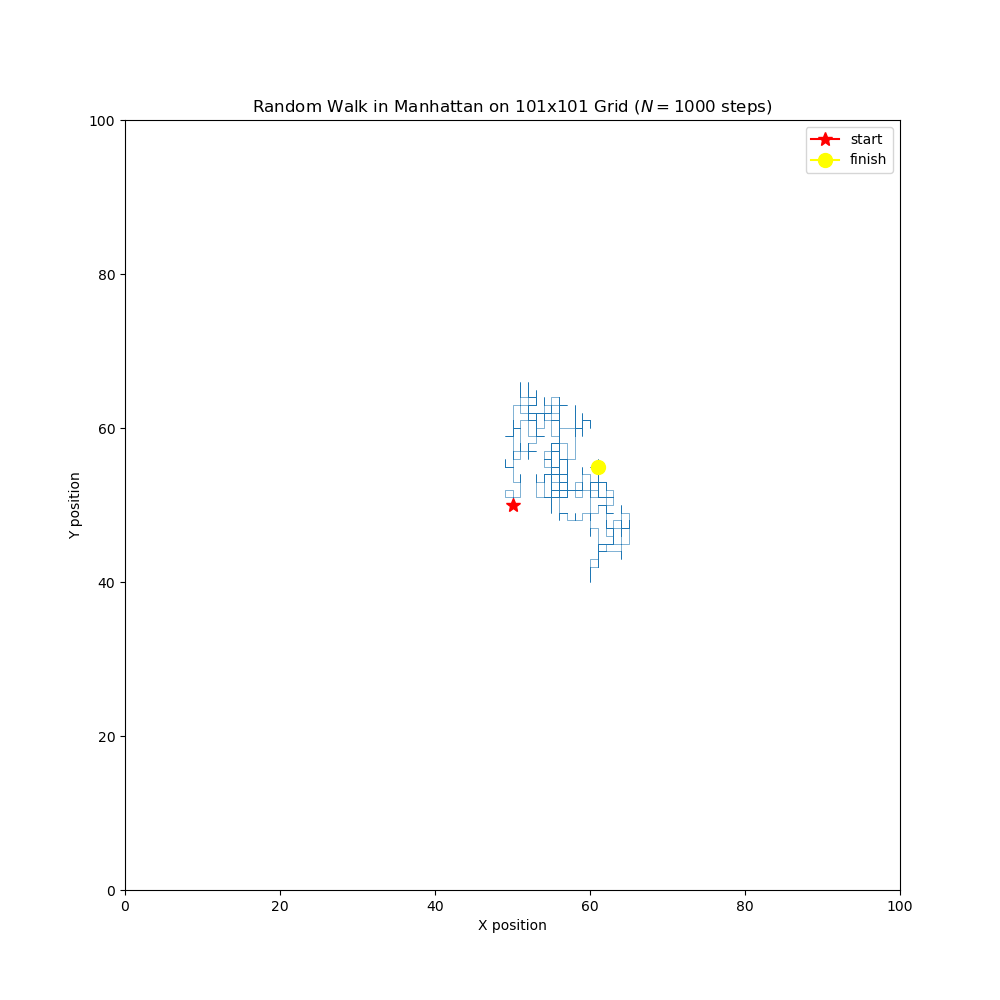 Random Walk in Manhattan on 101x101 Grid (N = 1000 steps)
start
finish
100
80
60
40
20
0
Y position
0 20 40 60 80 100
X position